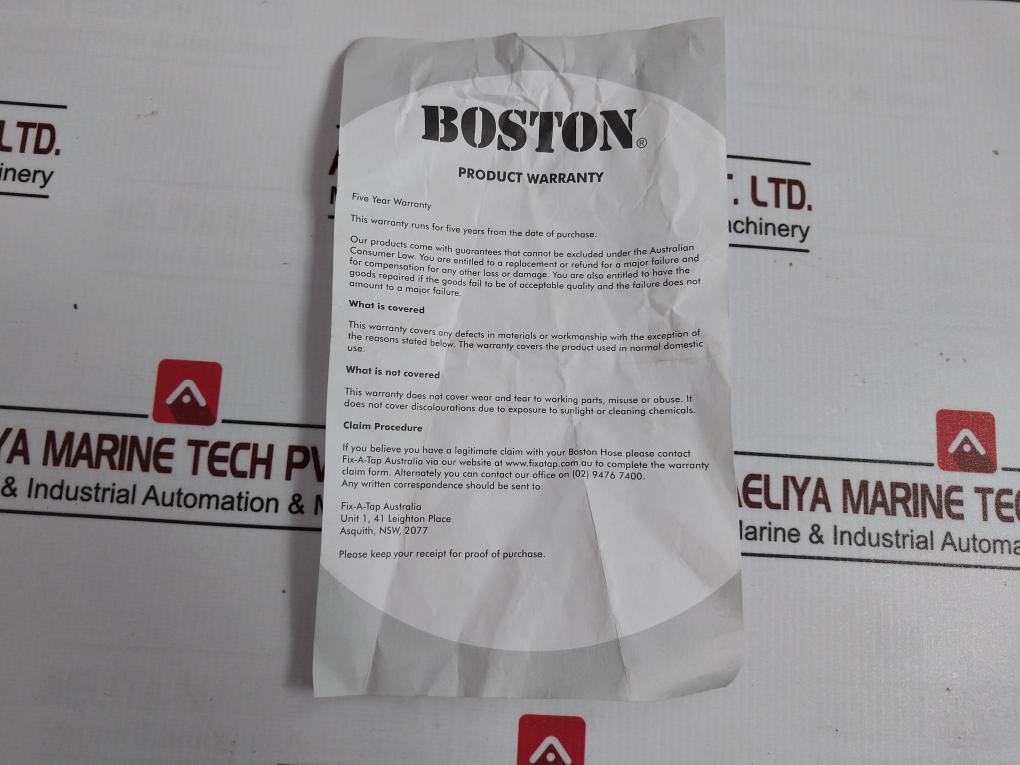 BOSTON®
PRODUCT WARRANTY
Five Year Warranty
This warranty runs for five years from the date of purchase.
Our products come with guarantees that cannot be excluded under the Australian
Consumer Law. You are entitled to a replacement or refund for a major failure and
for compensation for any other loss or damage. You are also entitled to have the
goods repaired if the goods fail to be of acceptable quality and the failure does not
amount to a major failure.
What is covered
This warranty covers any defects in materials or workmanship with the exception of
the reasons stated below. The warranty covers the product used in normal domestic
use.
What is not covered
This warranty does not cover wear and tear to working parts, misuse or abuse. It
does not cover discolourations due to exposure to sunlight or cleaning chemicals.
Claim Procedure
If you believe you have a legitimate claim with your Boston Hose please contact
Fix-A-Tap Australia via our website at www.fixatap.com.au to complete the warranty
claim form. Alternately you can contact our office on (02) 9476 7400.
Any written correspondence should be sent to:
Fix-A-Tap Australia
Unit 1, 41 Leighton Place
Asquith, NSW, 2077
Please keep your receipt for proof of purchase.
LTD.
inery
. LTD.
achinery
YA MARINE TECH PV
& Industrial Automation & M
AELIYA MARINE TEC
Marine & Industrial Automa